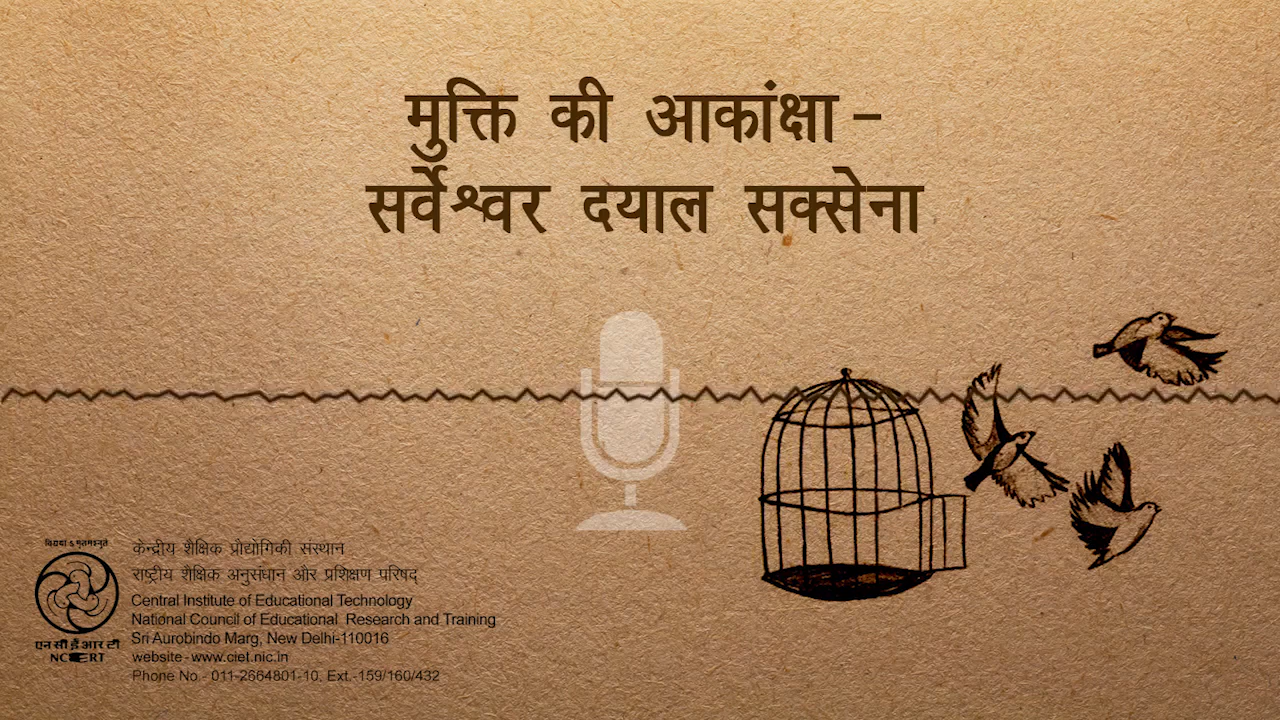 मुक्ति की आकांक्षा -
सर्वेश्वर दयाल सक्सेना
विद्यया ऽ मृतमश्नुते
एन सी ई आर टी
NCERT
केन्द्रीय शैक्षिक प्रौद्योगिकी संस्थान
राष्ट्रीय शैक्षिक अनुसंधान और प्रशिक्षण परिषद्
Central Institute of Educational Technology
National Council of Educational Research and Training
Sri Aurobindo Marg, New Delhi-110016
website - www.ciet.nic.in
Phone No.- 011-2664801-10, Ext.-159/160/432